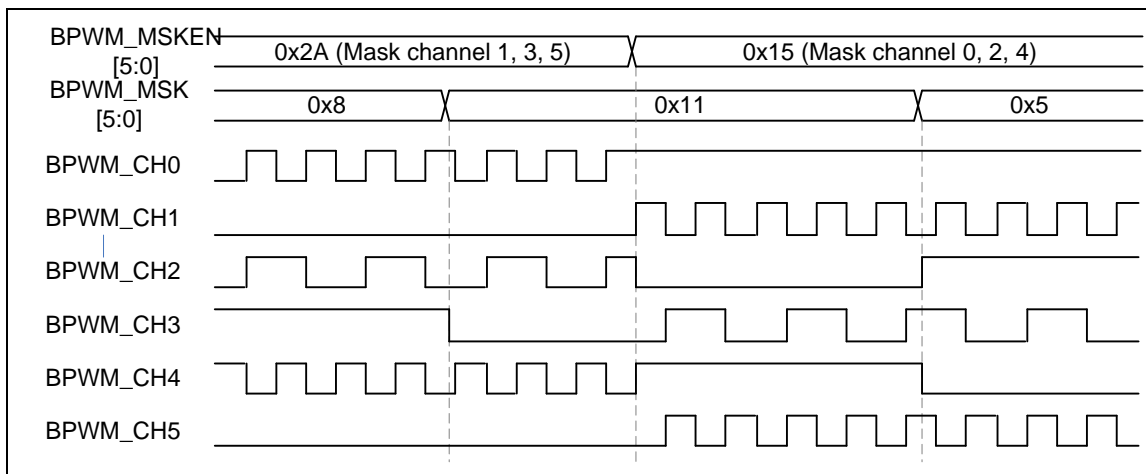 BPWM_MSKEN
[5:0]
0x2A (Mask channel 1, 3, 5)
0x15 (Mask channel 0, 2, 4)
BPWM_MSK
[5:0]
0x8
0x11
0x5
BPWM_CH0
BPWM_CH1
BPWM_CH2
BPWM_CH3
BPWM_CH4
BPWM_CH5